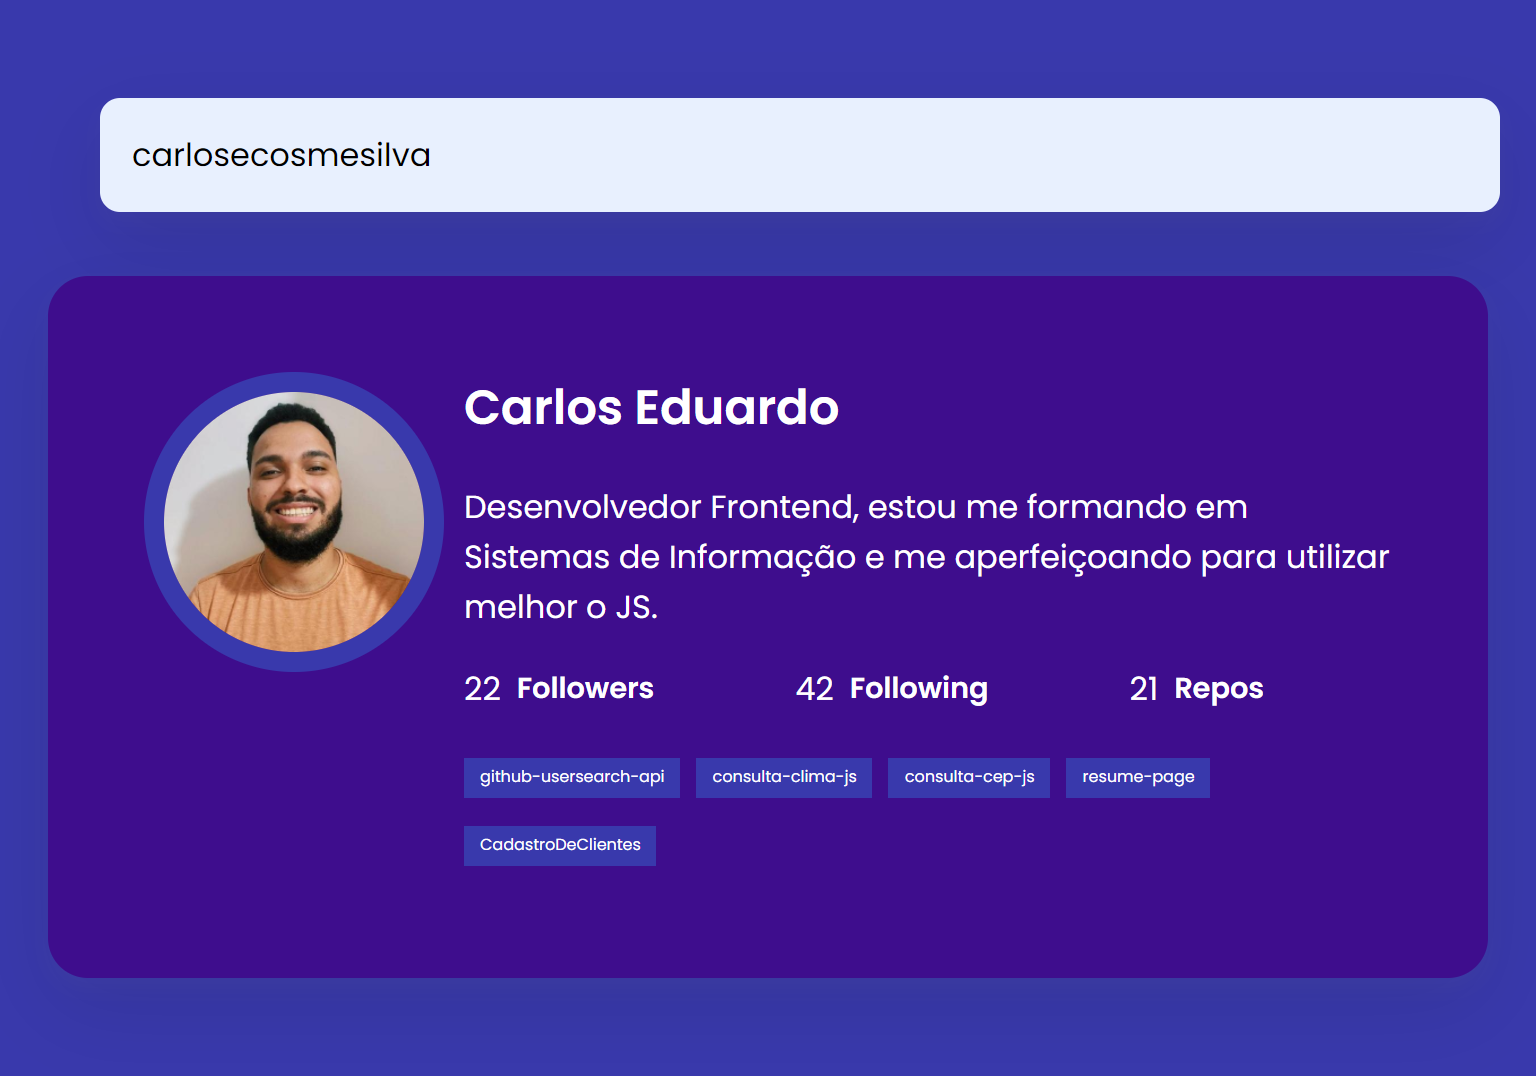 carlosecosmesilva
Carlos Eduardo
Desenvolvedor Frontend, estou me formando em
Sistemas de Informação e me aperfeiçoando para utilizar
melhor o JS.
22 Followers 42 Following 21 Repos
github-usersearch-api consulta-clima-js consulta-cep-js resume-page
CadastroDeClientes